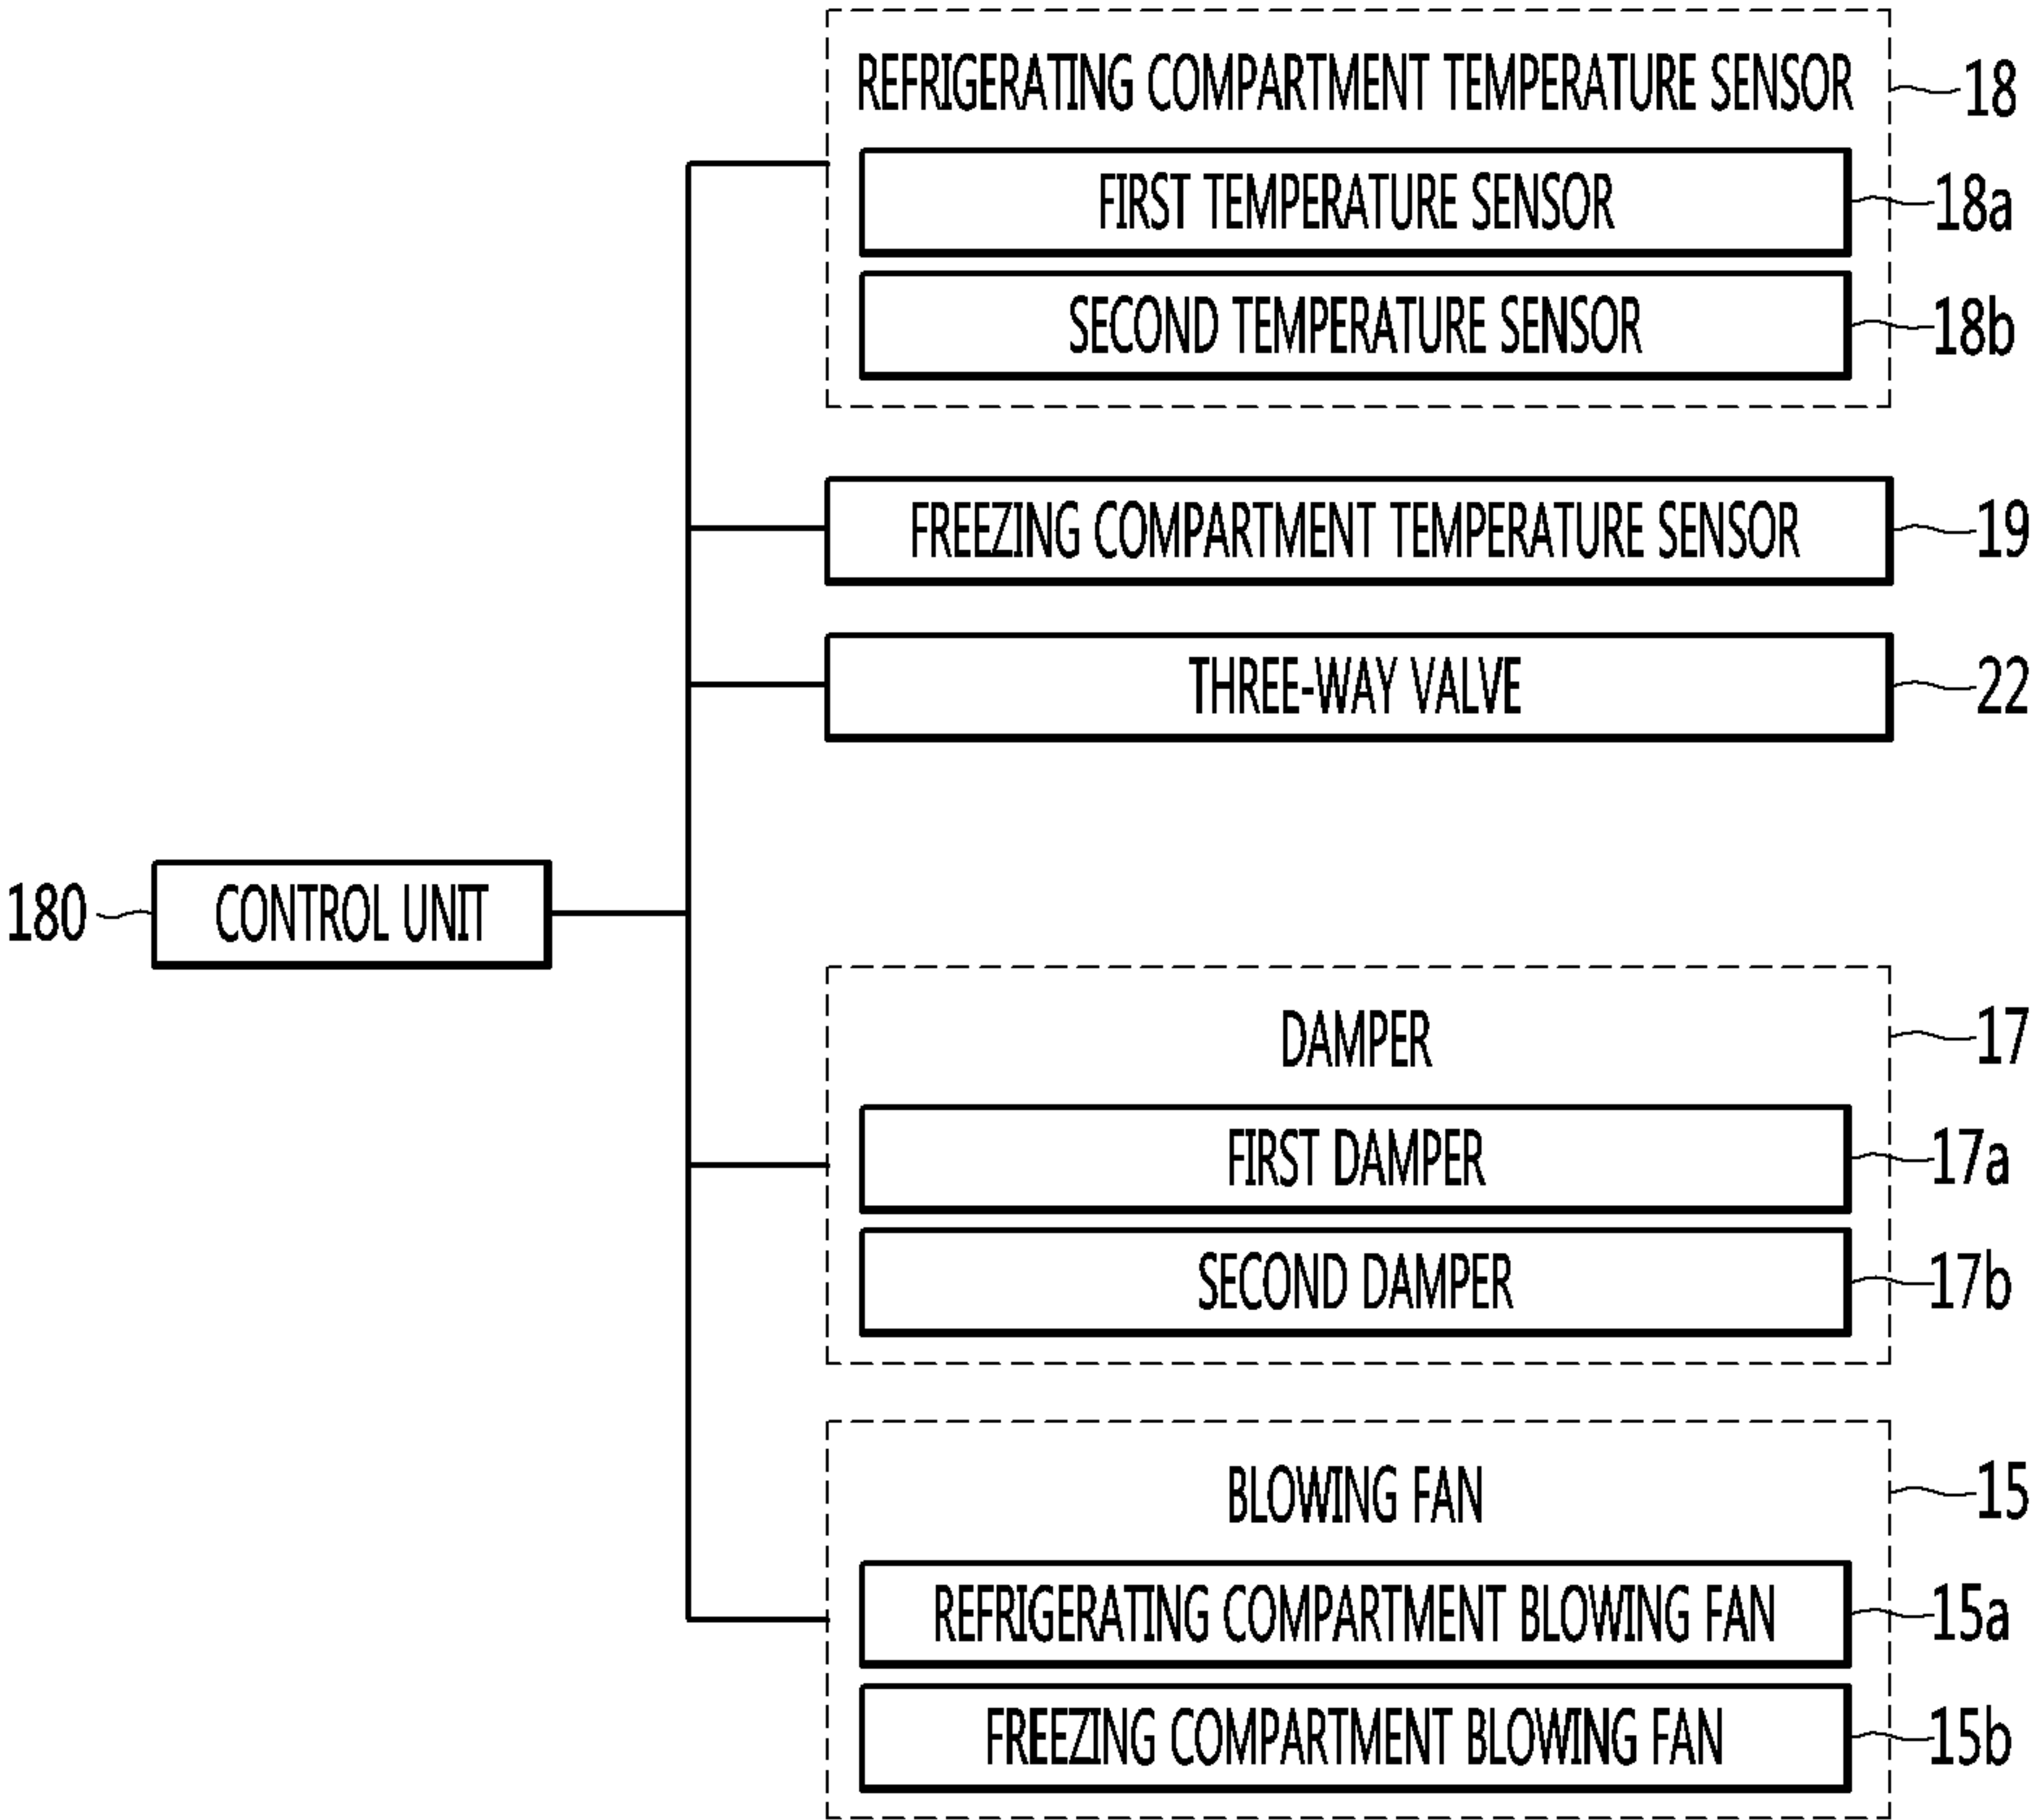 REFRIGERATING COMPARTMENT TEMPERATURE SENSOR 18
FIRST TEMPERATURE SENSOR 18a
SECOND TEMPERATURE SENSOR 18b
FREEZING COMPARTMENT TEMPERATURE SENSOR 19
THREE-WAY VALVE 22
180 CONTROL UNIT
DAMPER 17
FIRST DAMPER 17a
SECOND DAMPER 17b
BLOWING FAN 15
REFRIGERATING COMPARTMENT BLOWING FAN 15a
FREEZING COMPARTMENT BLOWING FAN 15b